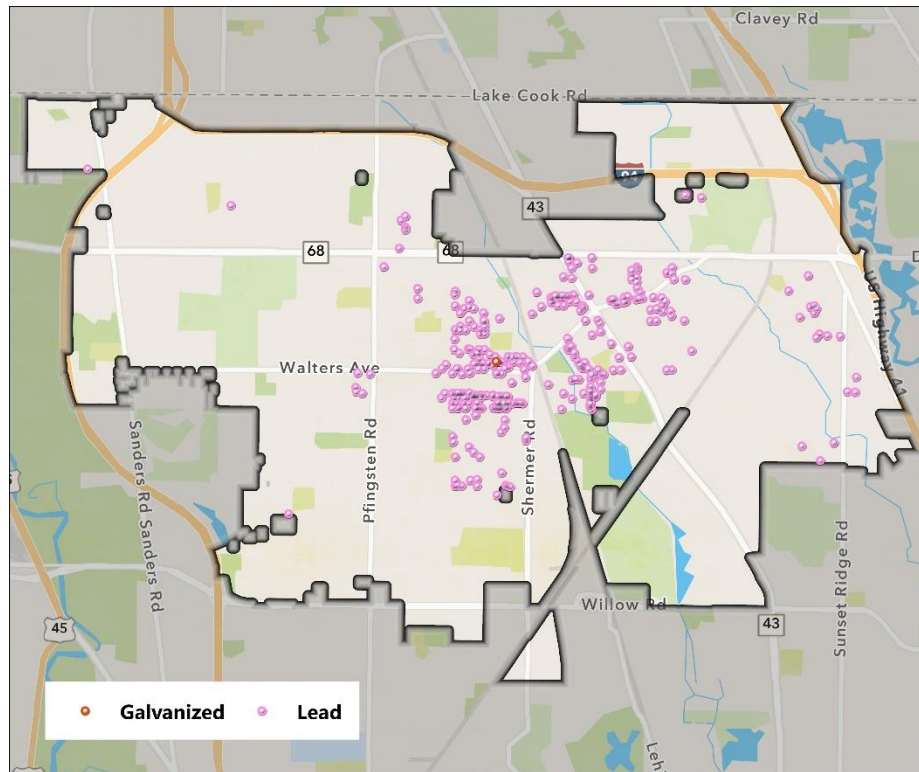 Clavey Rd
Lake Cook Rd
43
68
68
US Highway 41
Walters Ave
Sanders Rd
Sanders Rd
Pfingsten Rd
Shermer Rd
Sunset Ridge Rd
Willow Rd
43
45
Galvanized
Lead